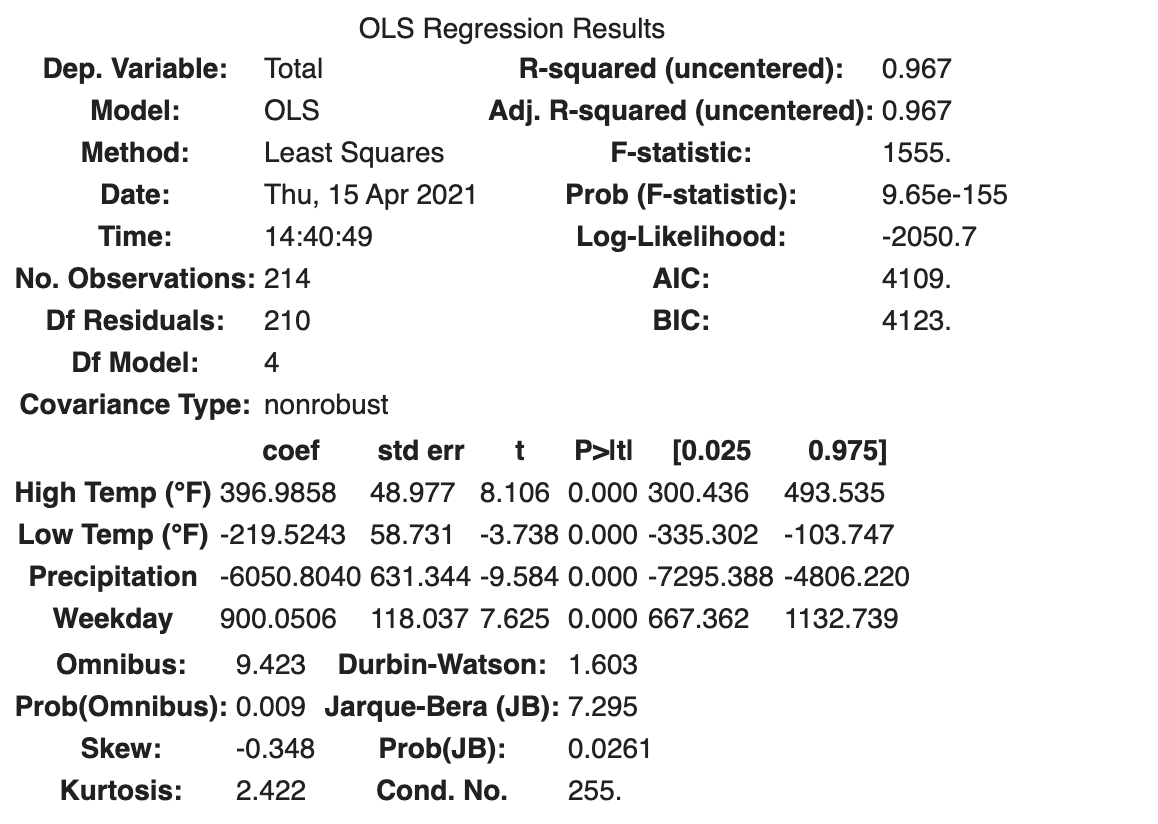 OLS Regression Results
Dep. Variable: Total R-squared (uncentered): 0.967
Model: OLS Adj. R-squared (uncentered): 0.967
Method: Least Squares F-statistic: 1555.
Date: Thu, 15 Apr 2021 Prob (F-statistic): 9.65e-155
Time: 14:40:49 Log-Likelihood: -2050.7
No. Observations: 214 AIC: 4109.
Df Residuals: 210 BIC: 4123.
Df Model: 4
Covariance Type: nonrobust
coef std err t P>|t| [0.025 0.975]
High Temp (°F) 396.9858 48.977 8.106 0.000 300.436 493.535
Low Temp (°F) -219.5243 58.731 -3.738 0.000 -335.302 -103.747
Precipitation -6050.8040 631.344 -9.584 0.000 -7295.388 -4806.220
Weekday 900.0506 118.037 7.625 0.000 667.362 1132.739
Omnibus: 9.423 Durbin-Watson: 1.603
Prob(Omnibus): 0.009 Jarque-Bera (JB): 7.295
Skew: -0.348 Prob(JB): 0.0261
Kurtosis: 2.422 Cond. No. 255.